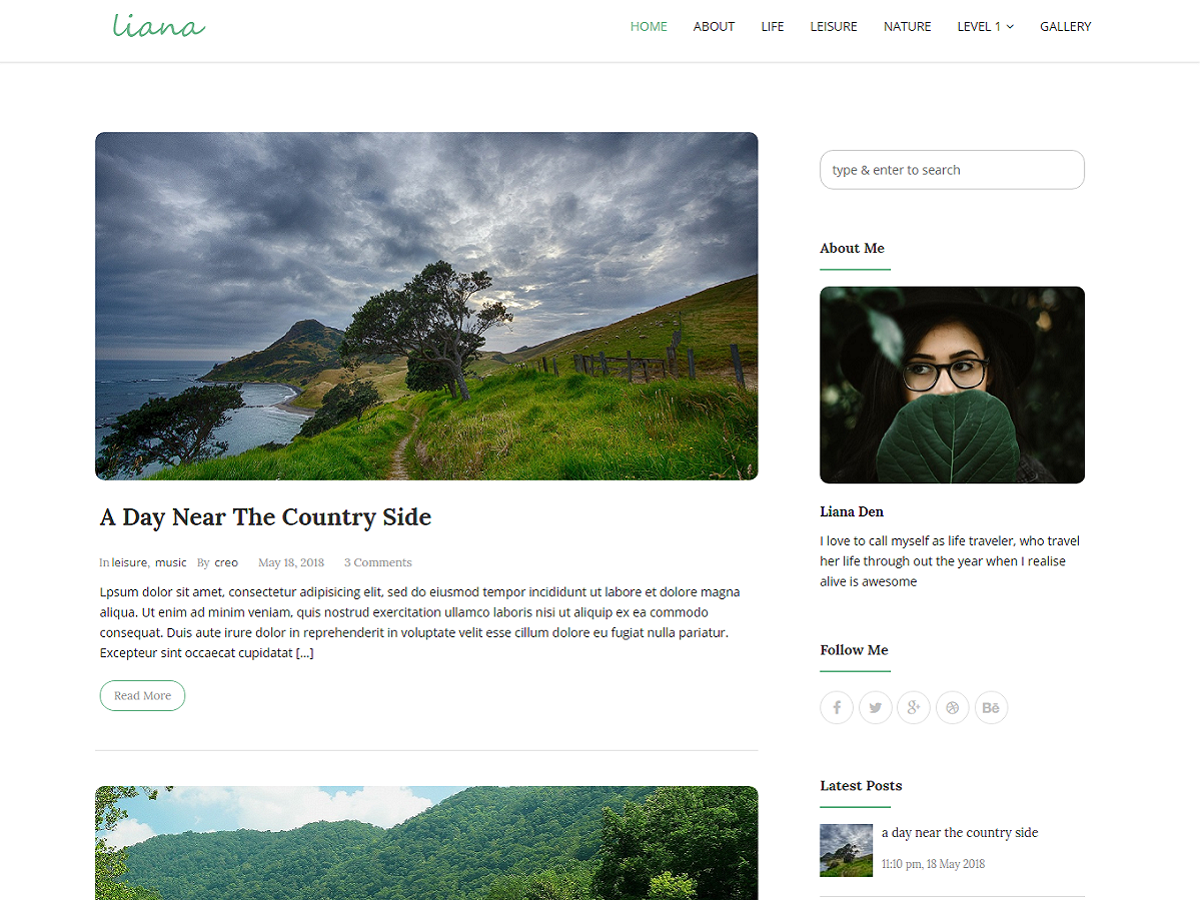 liana
HOME ABOUT LIFE LEISURE NATURE LEVEL 1 GALLERY
A Day Near The Country Side
In leisure, music By creo May 18, 2018 3 Comments
Lpsum dolor sit amet, consectetur adipisicing elit, sed do eiusmod tempor incididunt ut labore et dolore magna
aliqua. Ut enim ad minim veniam, quis nostrud exercitation ullamco laboris nisi ut aliquip ex ea commodo
consequat. Duis aute irure dolor in reprehenderit in voluptate velit esse cillum dolore eu fugiat nulla pariatur.
Excepteur sint occaecat cupidatat [...]
Read More
type & enter to search
About Me
Liana Den
I love to call myself as life traveler, who travel
her life through out the year when I realise
alive is awesome
Follow Me
Latest Posts
a day near the country side
11:10 pm, 18 May 2018